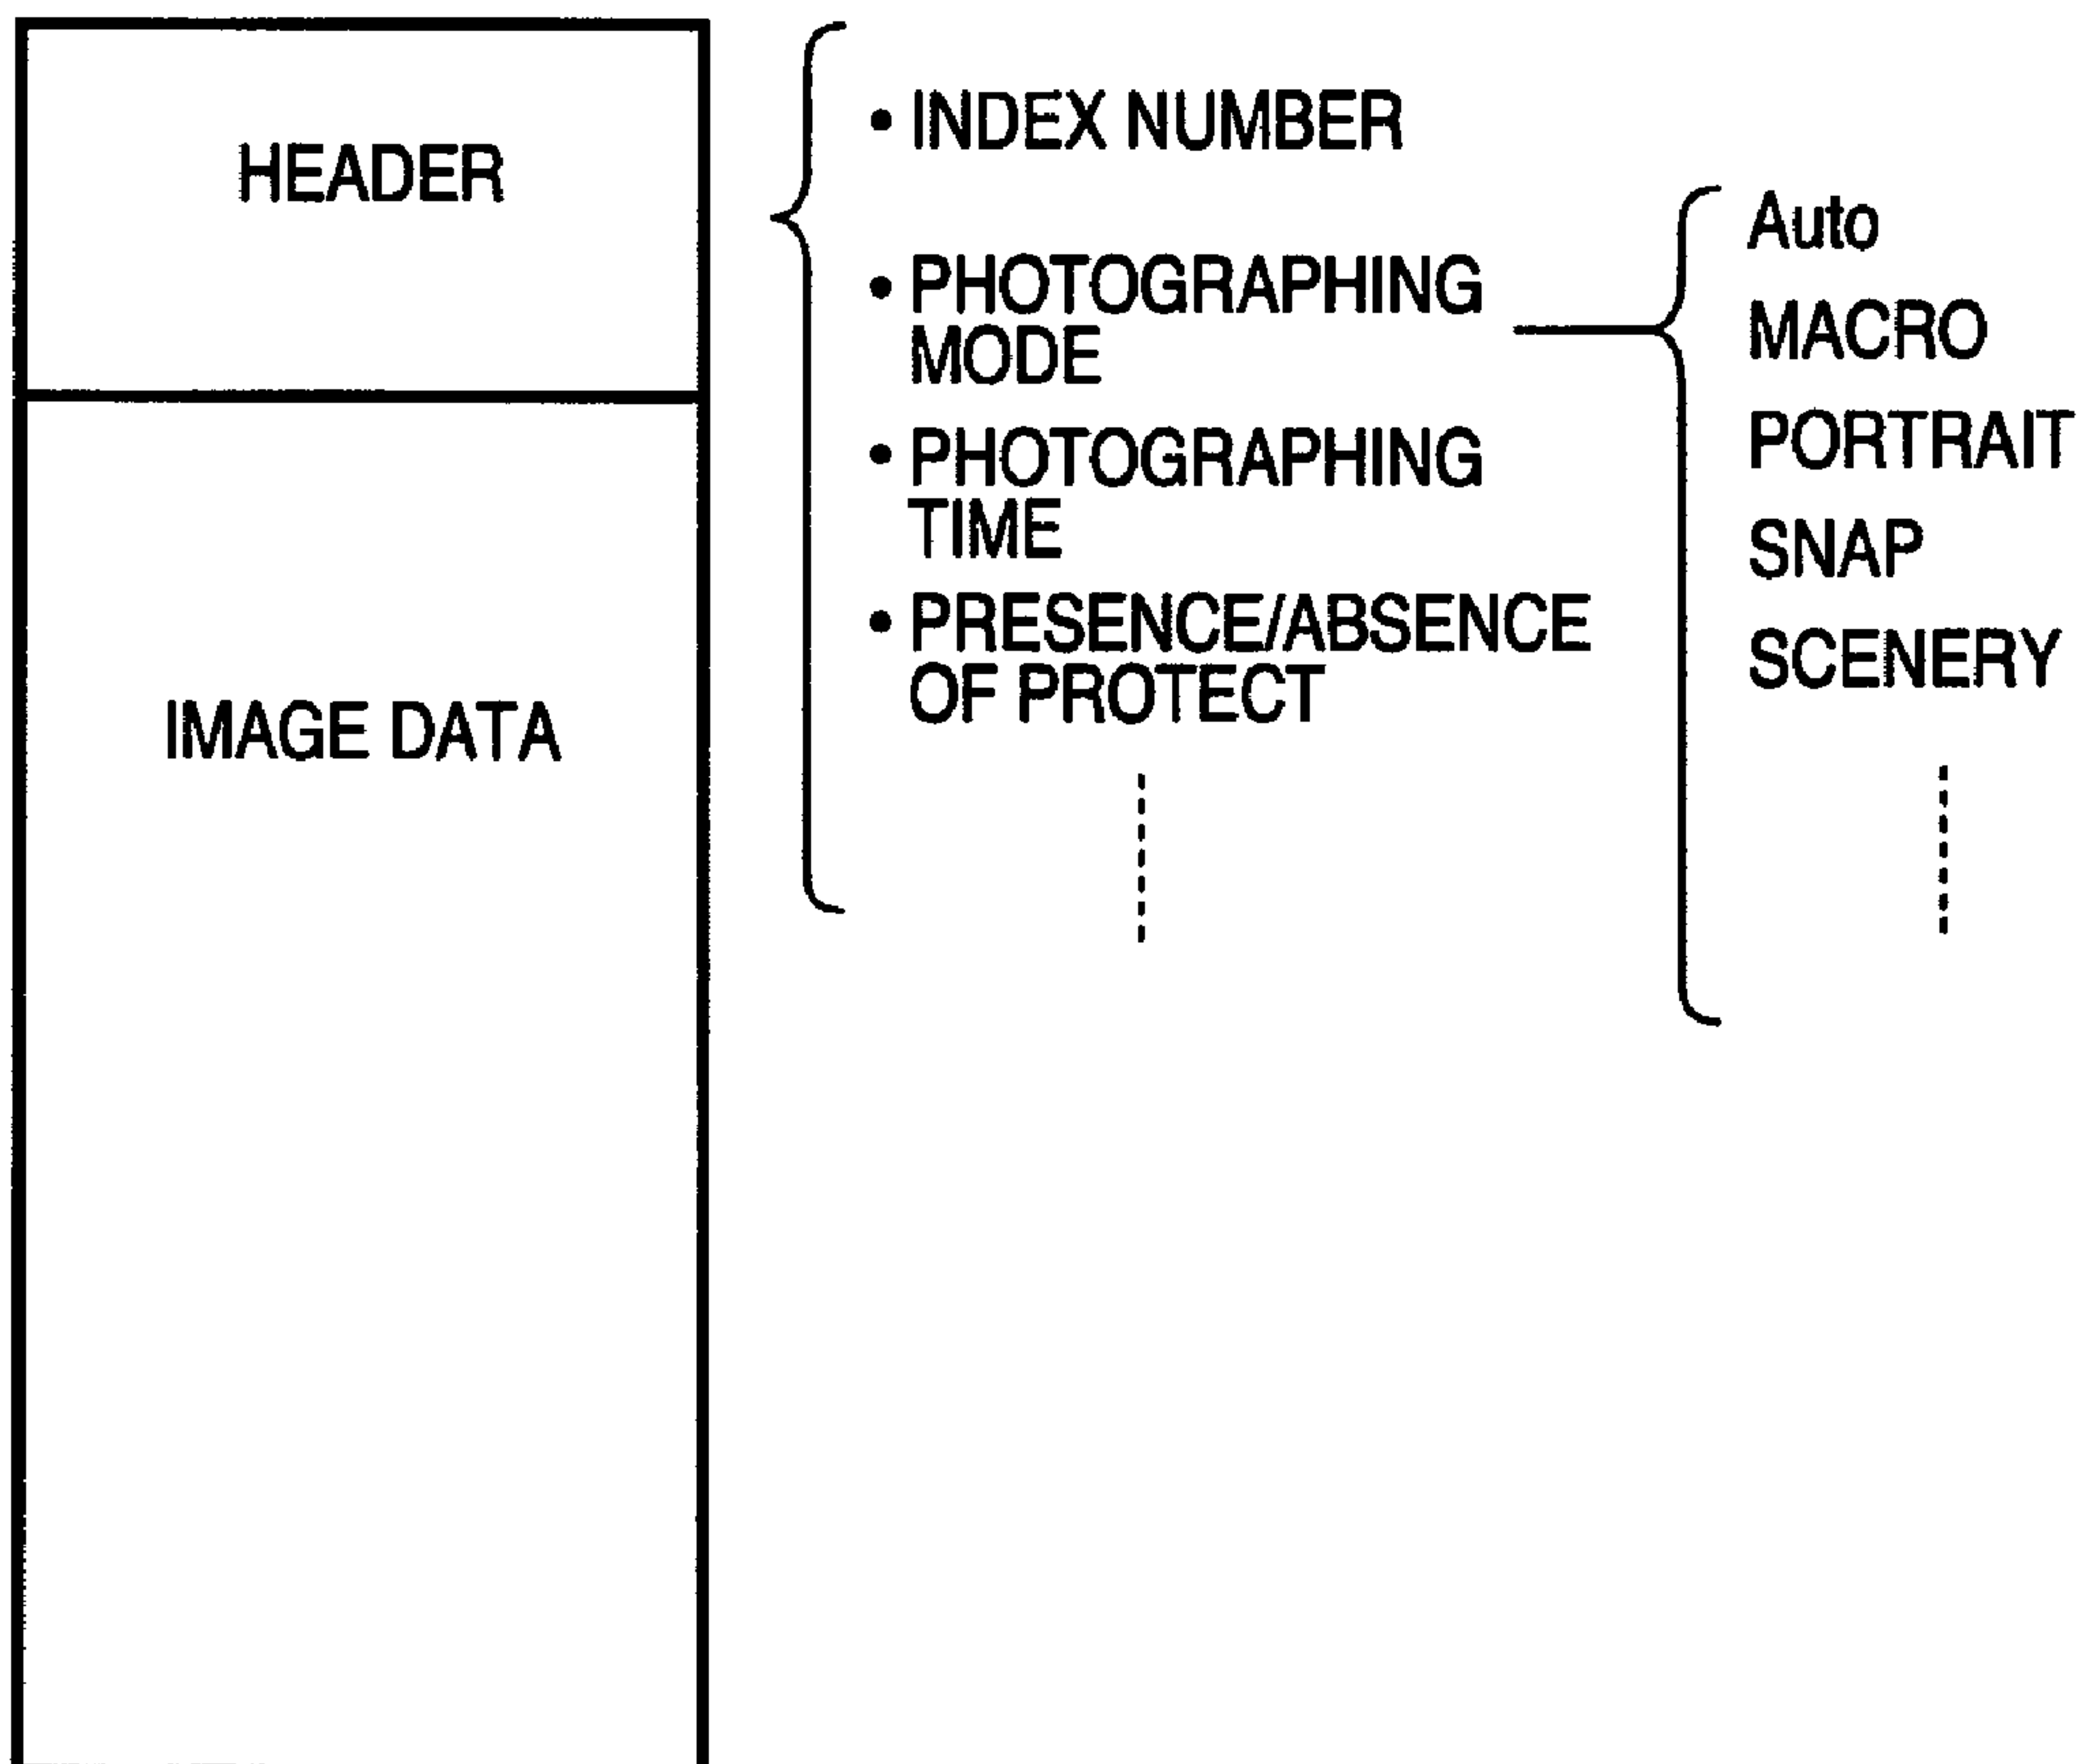 HEADER
IMAGE DATA
• INDEX NUMBER
• PHOTOGRAPHING
MODE
• PHOTOGRAPHING
TIME
• PRESENCE/ABSENCE
OF PROTECT
Auto
MACRO
PORTRAIT
SNAP
SCENERY